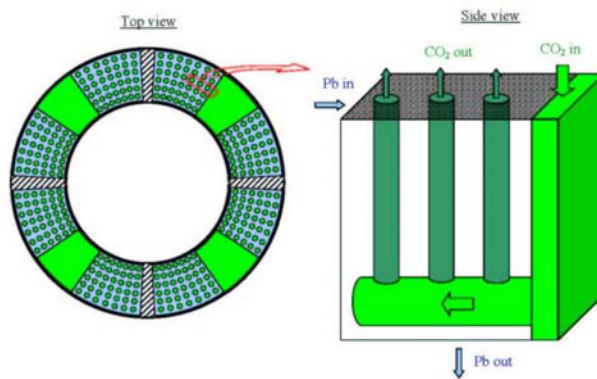 Top view
Side view
CO₂ out
CO₂ in
Pb in
Pb out